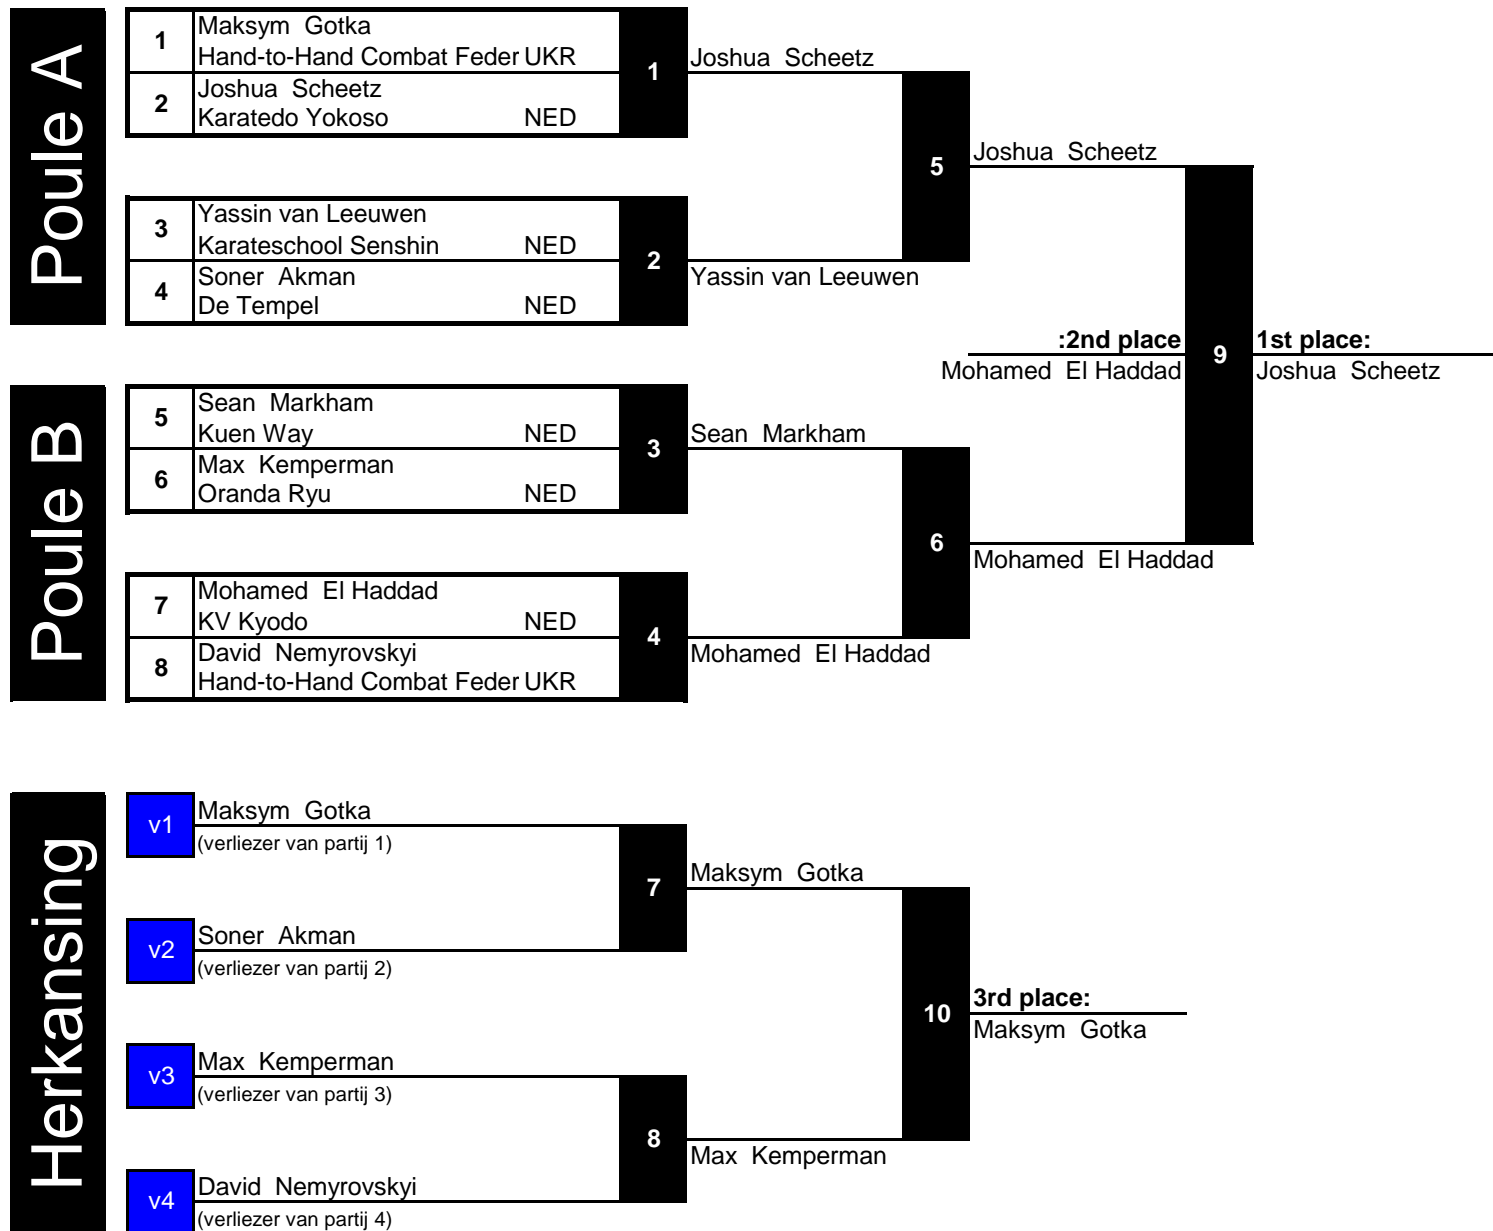 Poule A
1
Maksym Gotka
Hand-to-Hand Combat Feder UKR
2
Joshua Scheetz
Karatedo Yokoso NED
1
Joshua Scheetz
3
Yassin van Leeuwen
Karateschool Senshin NED
4
Soner Akman
De Tempel NED
2
Yassin van Leeuwen
5
Joshua Scheetz
Poule B
5
Sean Markham
Kuen Way NED
6
Max Kemperman
Oranda Ryu NED
3
Sean Markham
7
Mohamed El Haddad
KV Kyodo NED
8
David Nemyrovskyi
Hand-to-Hand Combat Feder UKR
4
Mohamed El Haddad
6
Mohamed El Haddad
:2nd place
Mohamed El Haddad
9
1st place:
Joshua Scheetz
Herkansing
v1
Maksym Gotka
(verliezer van partij 1)
v2
Soner Akman
(verliezer van partij 2)
7
Maksym Gotka
v3
Max Kemperman
(verliezer van partij 3)
v4
David Nemyrovskyi
(verliezer van partij 4)
8
Max Kemperman
10
3rd place:
Maksym Gotka